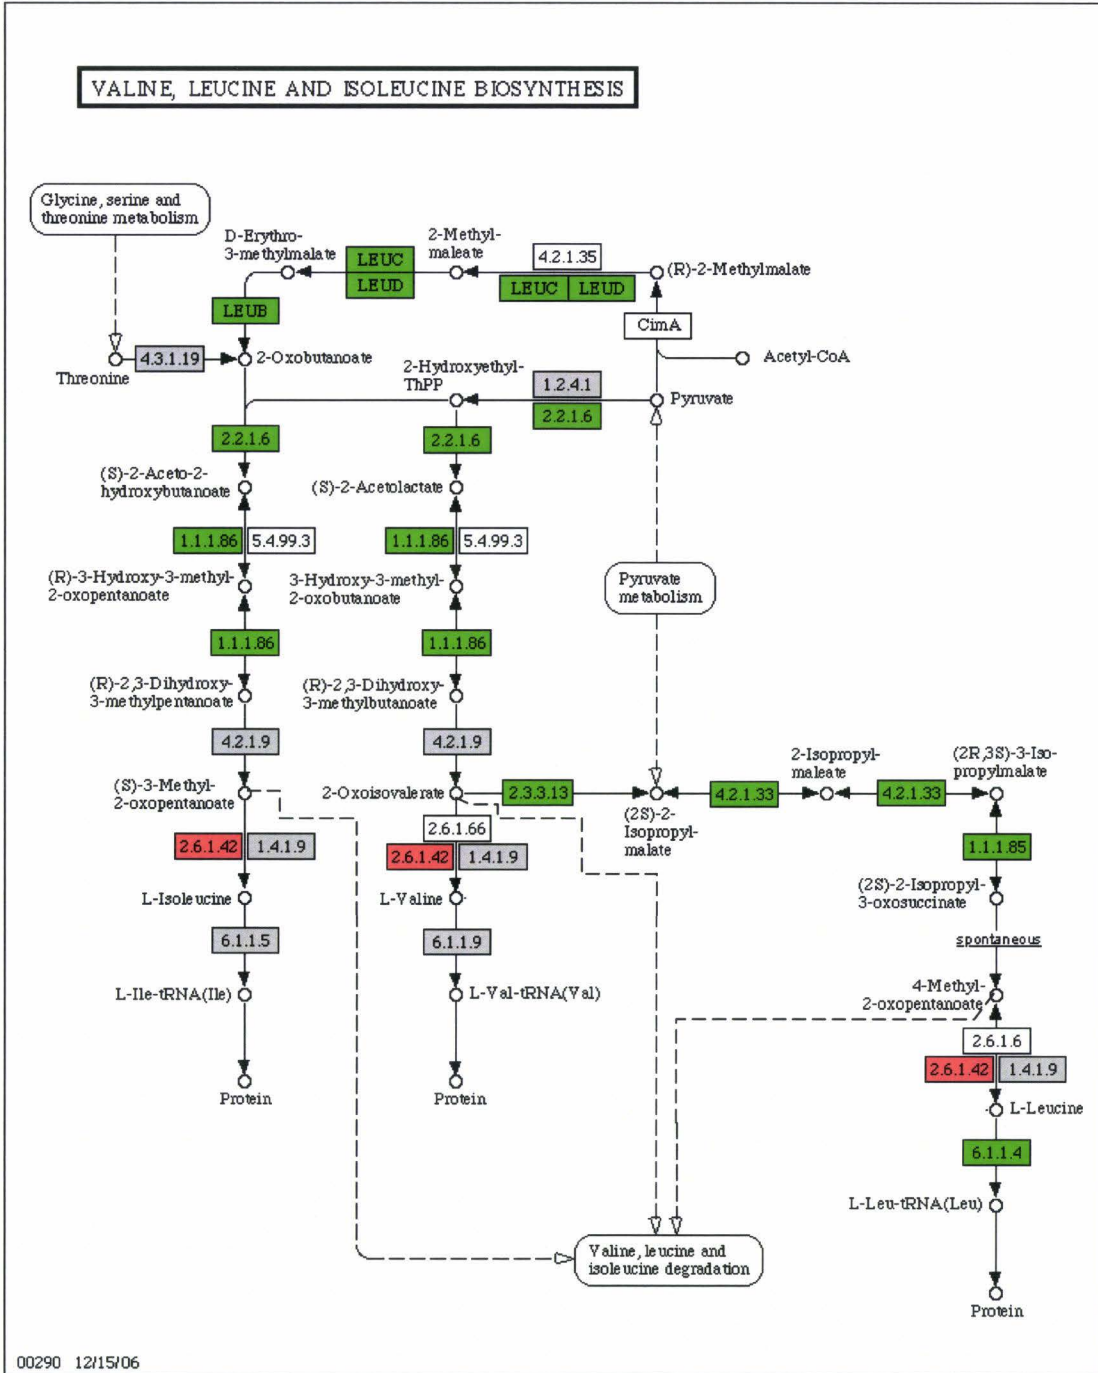 VALINE, LEUCINE AND ISOLEUCINE BIOSYNTHESIS
Glycine, serine and
threonine metabolism
D-Erythro-
3-methylmalate
LEUC
LEUD
2-Methyl-
maleate
4.2.1.35
LEUC
LEUD
(R)-2-Methylmalate
LEUB
CimA
Threonine
4.3.1.19
2-Oxobutanoate
2-Hydroxyethyl-
ThPP
Acetyl-CoA
1.2.4.1
2.2.1.6
Pyruvate
2.2.1.6
2.2.1.6
(S)-2-Aceto-2-
hydroxybutanoate
(S)-2-Acetolactate
1.1.1.86
5.4.99.3
1.1.1.86
5.4.99.3
(R)-3-Hydroxy-3-methyl-
2-oxopentanoate
3-Hydroxy-3-methyl-
2-oxobutanoate
Pyruvate
metabolism
1.1.1.86
1.1.1.86
(R)-2,3-Dihydroxy-
3-methylpentanoate
(R)-2,3-Dihydroxy-
3-methylbutanoate
4.2.1.9
4.2.1.9
(S)-3-Methyl-
2-oxopentanoate
2-Oxoisovalerate
2.3.3.13
(2S)-2-
Isopropyl-
malate
4.2.1.33
2-Isopropyl-
maleate
4.2.1.33
(2R,3S)-3-Iso-
propylmalate
2.6.1.42
1.4.1.9
2.6.1.66
2.6.1.42
1.4.1.9
1.1.1.85
L-Isoleucine
L-Valine
(2S)-2-Isopropyl-
3-oxosuccinate
6.1.1.5
6.1.1.9
spontaneous
L-Ile-tRNA(Ile)
L-Val-tRNA(Val)
4-Methyl-
2-oxopentanoate
2.6.1.6
2.6.1.42
1.4.1.9
Protein
Protein
L-Leucine
6.1.1.4
L-Leu-tRNA(Leu)
Valine, leucine and
isoleucine degradation
Protein
00290 12/15/06